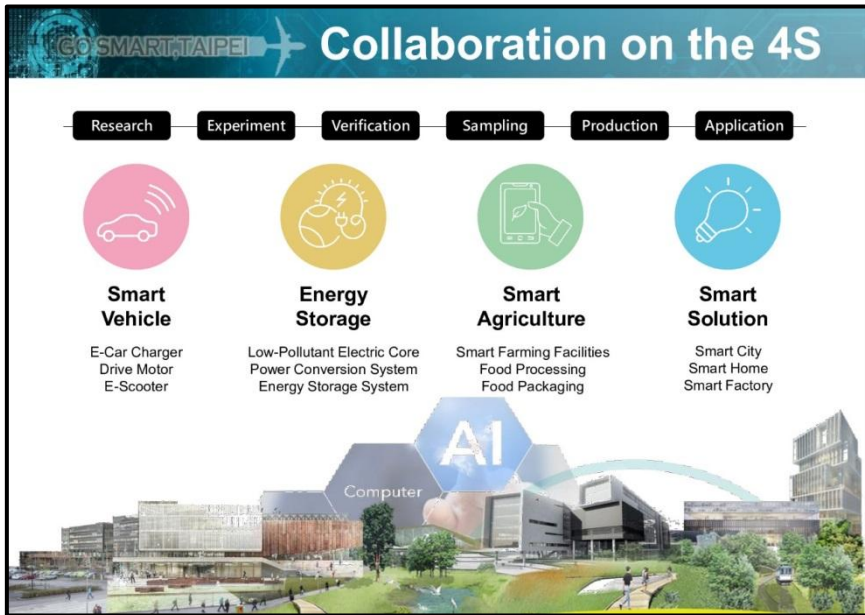 GO SMART,TAIPEI
Collaboration on the 4S
Research Experiment Verification Sampling Production Application
Smart
Vehicle
E-Car Charger
Drive Motor
E-Scooter
Energy
Storage
Low-Pollutant Electric Core
Power Conversion System
Energy Storage System
Smart
Agriculture
Smart Farming Facilities
Food Processing
Food Packaging
Smart
Solution
Smart City
Smart Home
Smart Factory
AI
Computer